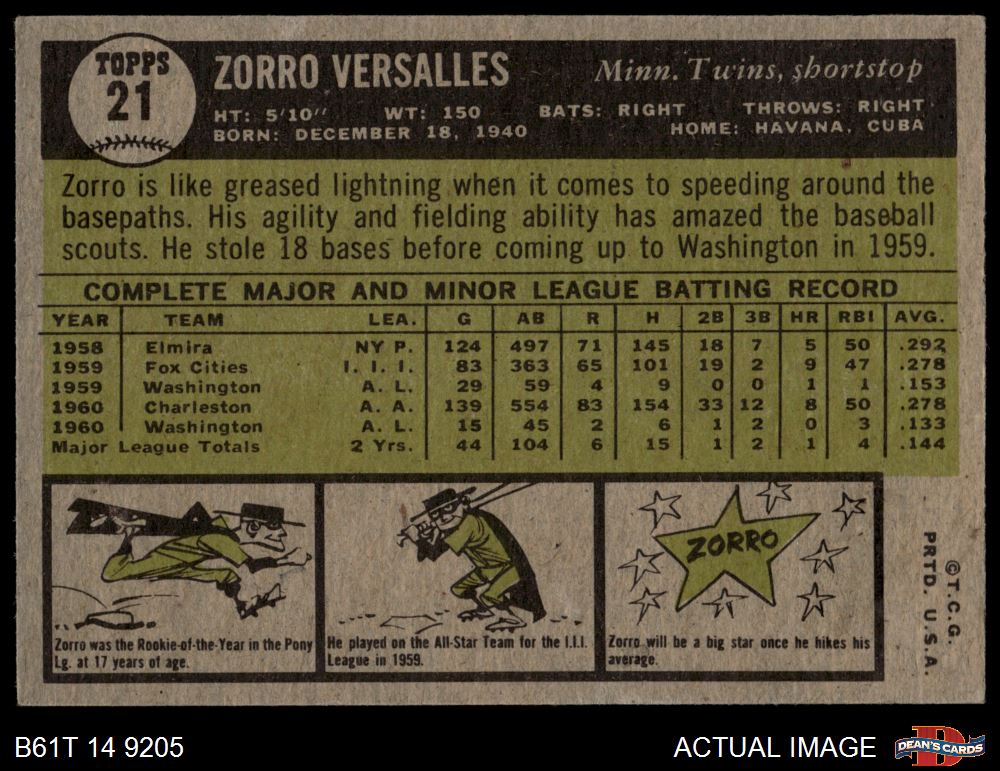 TOPPS
21
ZORRO VERSALLES
Minn. Twins, shortstop
HT: 5'10" WT: 150 BATS: RIGHT THROWS: RIGHT
BORN: DECEMBER 18, 1940 HOME: HAVANA, CUBA
Zorro is like greased lightning when it comes to speeding around the
basepaths. His agility and fielding ability has amazed the baseball
scouts. He stole 18 bases before coming up to Washington in 1959.
COMPLETE MAJOR AND MINOR LEAGUE BATTING RECORD
YEAR TEAM LEA. G AB R H 2B 3B HR RBI AVG.
1958 Elmira NY P. 124 497 71 145 18 7 5 50 .292
1959 Fox Cities I. I. I. 83 363 65 101 19 2 9 47 .278
1959 Washington A. L. 29 59 4 9 0 0 1 1 .153
1960 Charleston A. A. 139 554 83 154 33 12 8 50 .278
1960 Washington A. L. 15 45 2 6 1 2 0 3 .133
Major League Totals 2 Yrs. 44 104 6 15 1 2 1 4 .144
Zorro was the Rookie-of-the-Year in the Pony
Lg. at 17 years of age.
He played on the All-Star Team for the I.I.I.
League in 1959.
ZORRO
Zorro will be a big star once he hikes his
average.
©T.C.G.
PRTD. U.S.A.
B61T 14 9205
ACTUAL IMAGE
D
DEAN'S CARDS